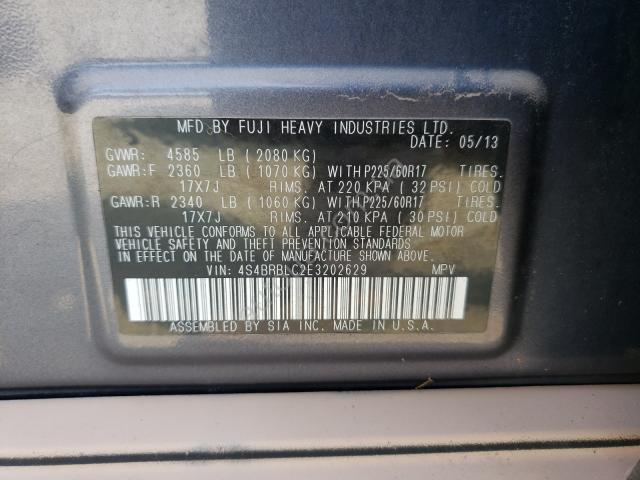 MFD BY FUJI HEAVY INDUSTRIES LTD.
DATE: 05/13
GVWR: 4585 LB ( 2080 KG)
GAWR:F 2360 LB ( 1070 KG) WITH P225/60R17 TIRES.
17X7J RIMS. AT 220 KPA ( 32 PSI) COLD
GAWR:R 2340 LB ( 1060 KG) WITH P225/60R17 TIRES.
17X7J RIMS. AT 210 KPA ( 30 PSI) COLD
THIS VEHICLE CONFORMS TO ALL APPLICABLE FEDERAL MOTOR
VEHICLE SAFETY AND THEFT PREVENTION STANDARDS IN
EFFECT ON THE DATE OF MANUFACTURE SHOWN ABOVE.
VIN: 4S4BRBLC2E3202629 MPV
ASSEMBLED BY SIA INC. MADE IN U.S.A.